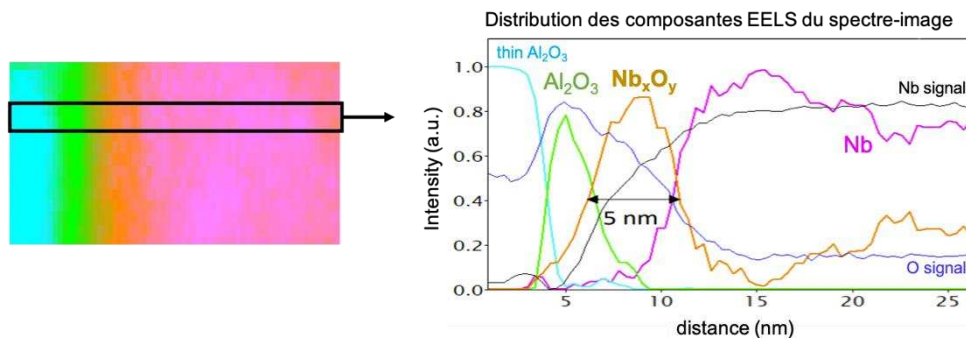 Distribution des composantes EELS du spectre-image
thin Al₂O₃
1.0
Al₂O₃
NbₓOᵧ
Nb signal
0.8
Nb
0.6
Intensity (a.u.)
0.4
5 nm
0.2
O signal
0.0
5 10 15 20 25
distance (nm)